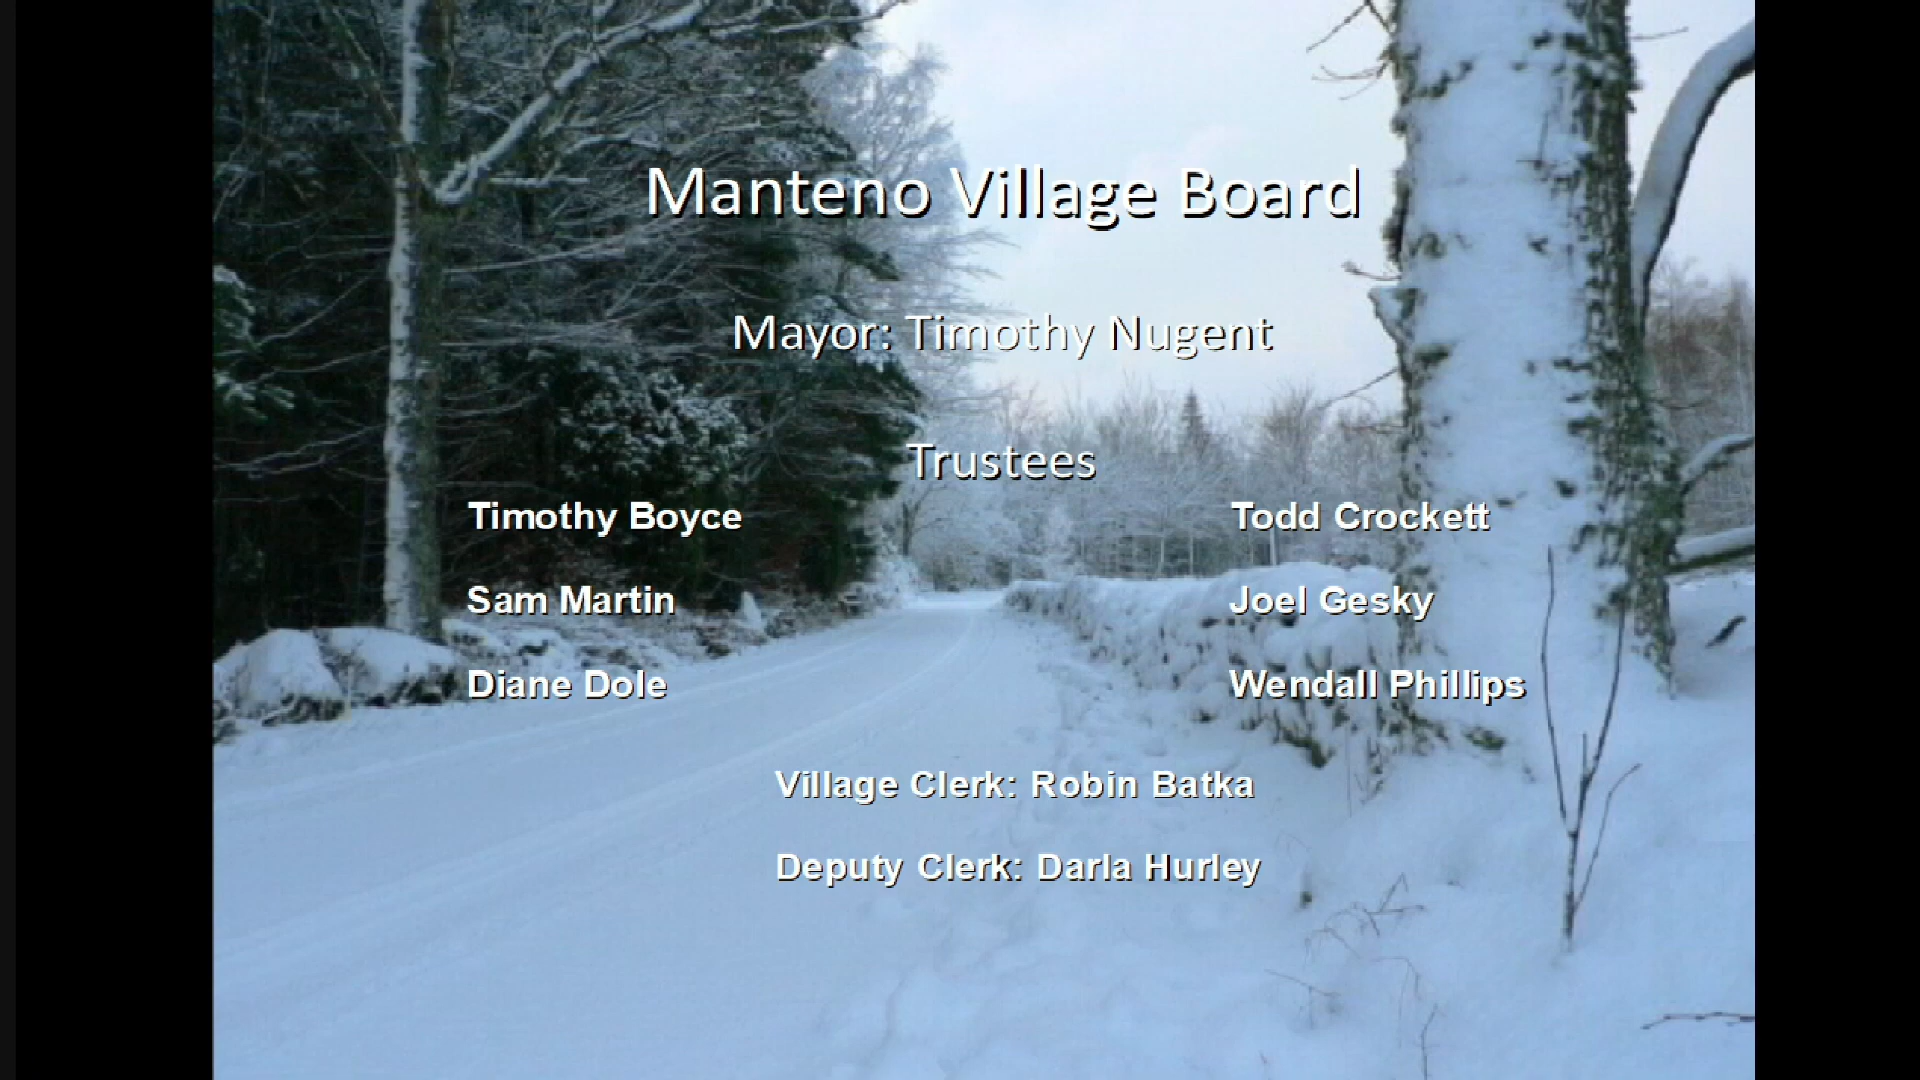 Manteno Village Board
Mayor: Timothy Nugent
Trustees
Timothy Boyce Todd Crockett
Sam Martin Joel Gesky
Diane Dole Wendall Phillips
Village Clerk: Robin Batka
Deputy Clerk: Darla Hurley